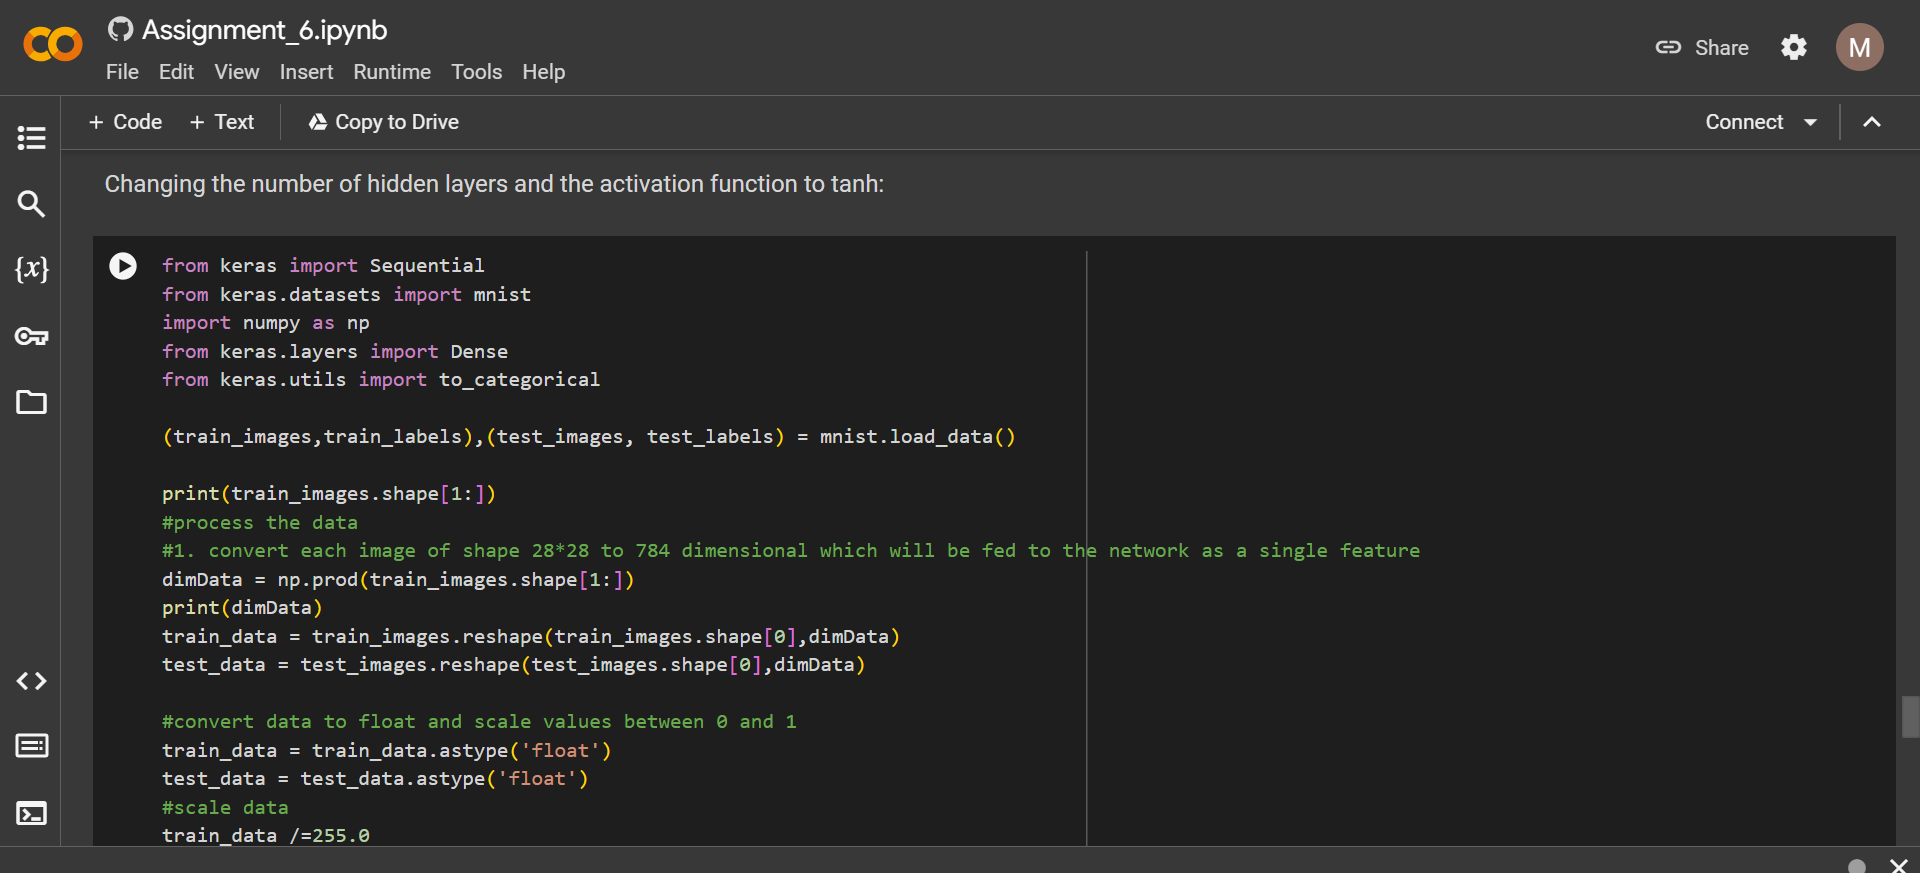 Assignment_6.ipynb
File Edit View Insert Runtime Tools Help
Share
M
+ Code + Text Copy to Drive
Connect
Changing the number of hidden layers and the activation function to tanh:
{x}
from keras import Sequential
from keras.datasets import mnist
import numpy as np
from keras.layers import Dense
from keras.utils import to_categorical
(train_images,train_labels),(test_images, test_labels) = mnist.load_data()
print(train_images.shape[1:])
#process the data
#1. convert each image of shape 28*28 to 784 dimensional which will be fed to the network as a single feature
dimData = np.prod(train_images.shape[1:])
print(dimData)
train_data = train_images.reshape(train_images.shape[0],dimData)
test_data = test_images.reshape(test_images.shape[0],dimData)
#convert data to float and scale values between 0 and 1
train_data = train_data.astype('float')
test_data = test_data.astype('float')
#scale data
train_data /=255.0